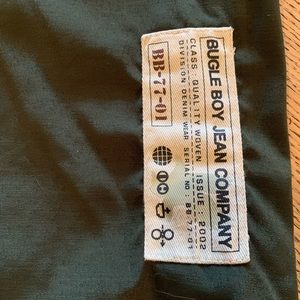 BUGLE BOY JEAN COMPANY
CLASS: QUALITY WOVEN ISSUE: 2002
DIVISION: DENIM WEAR SERIAL NO: BB-77-01
BB-77-01